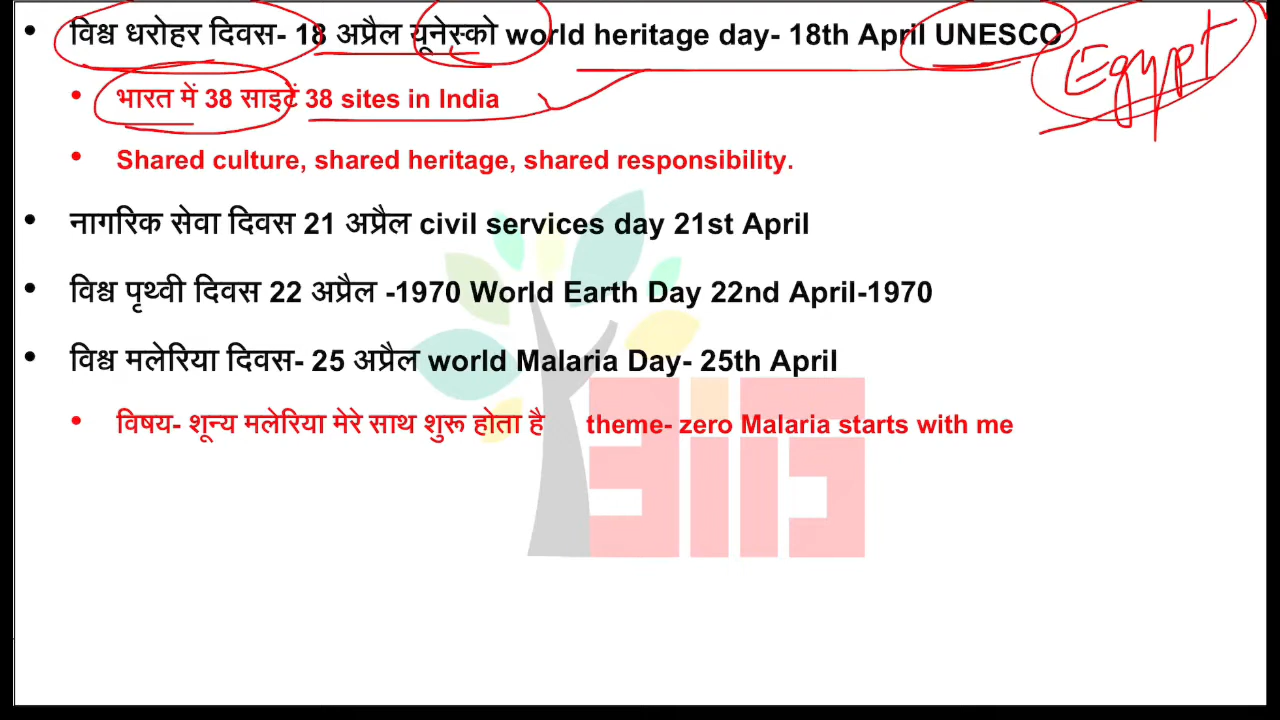 • विश्व धरोहर दिवस- 18 अप्रैल यूनेस्को world heritage day- 18th April UNESCO
Egypt
• भारत में 38 साइटें 38 sites in India
• Shared culture, shared heritage, shared responsibility.
• नागरिक सेवा दिवस 21 अप्रैल civil services day 21st April
• विश्व पृथ्वी दिवस 22 अप्रैल -1970 World Earth Day 22nd April-1970
• विश्व मलेरिया दिवस- 25 अप्रैल world Malaria Day- 25th April
• विषय- शून्य मलेरिया मेरे साथ शुरू होता है theme- zero Malaria starts with me